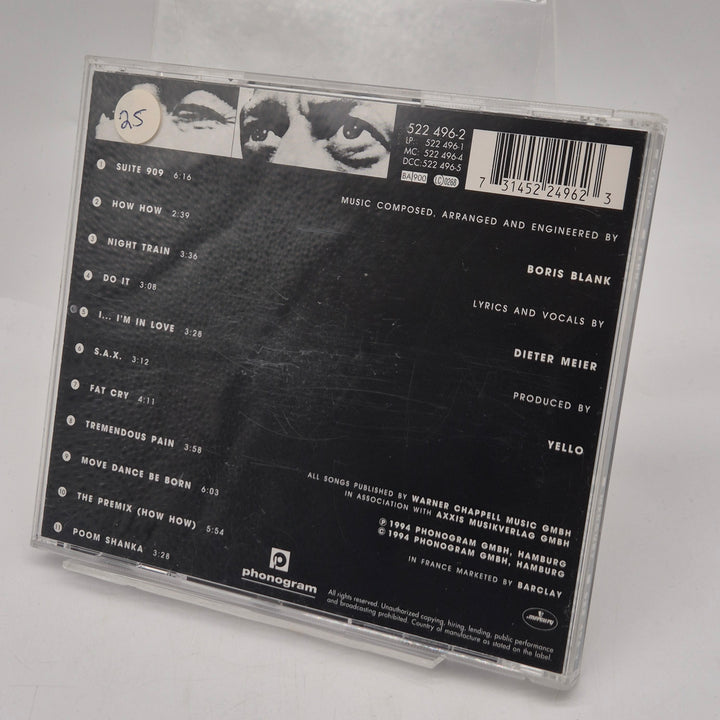 25
522 496-2
LP: 522 496-1
MC: 522 496-4
DCC: 522 496-5
BA/900
LC 0268
7 31452 24962 3
1 SUITE 909 6:16
2 HOW HOW 2:39
3 NIGHT TRAIN 3:36
4 DO IT 3:08
5 I... I'M IN LOVE 3:28
6 S.A.X. 3:12
7 FAT CRY 4:11
8 TREMENDOUS PAIN 3:58
9 MOVE DANCE BE BORN 6:03
10 THE PREMIX (HOW HOW) 5:54
11 POOM SHANKA 3:28
MUSIC COMPOSED, ARRANGED AND ENGINEERED BY
BORIS BLANK
LYRICS AND VOCALS BY
DIETER MEIER
PRODUCED BY
YELLO
ALL SONGS PUBLISHED BY WARNER CHAPPELL MUSIC GMBH
IN ASSOCIATION WITH AXXIS MUSIKVERLAG GMBH
℗ 1994 PHONOGRAM GMBH, HAMBURG
© 1994 PHONOGRAM GMBH, HAMBURG
IN FRANCE MARKETED BY BARCLAY
phonogram
All rights reserved. Unauthorized copying, hiring, lending, public performance
and broadcasting prohibited. Country of manufacture as stated on the label.
mercury